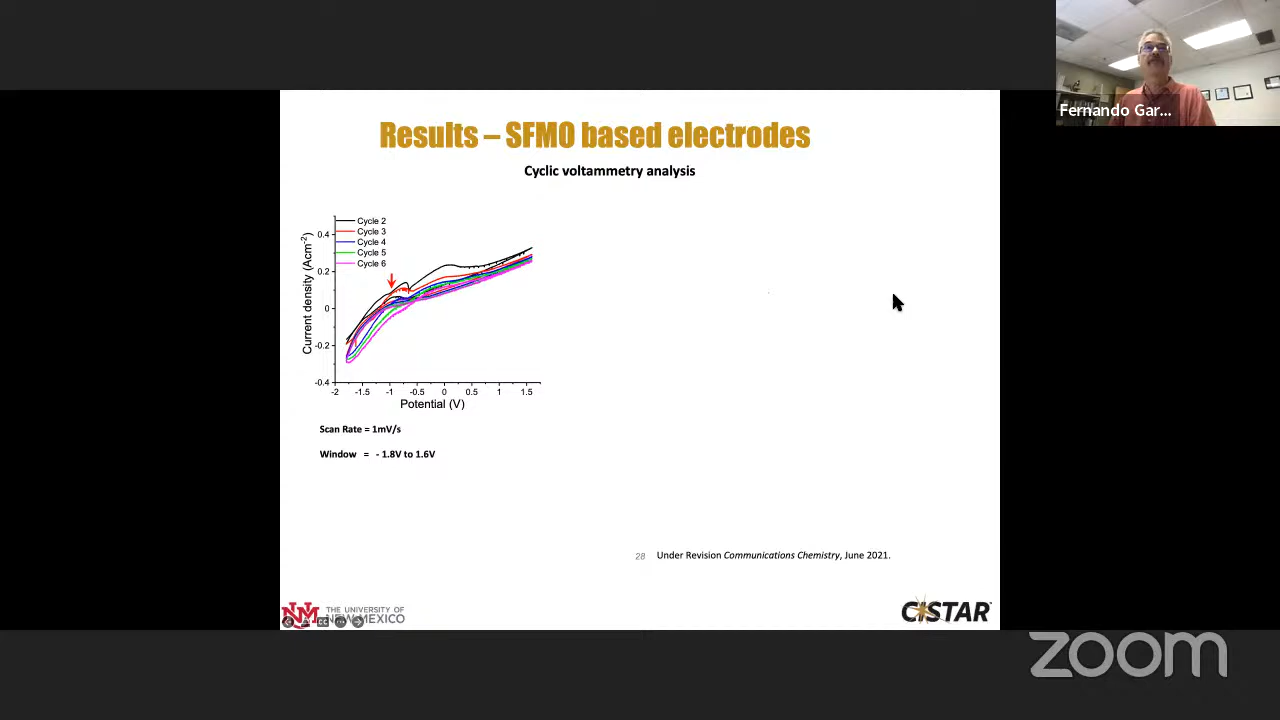 Fernando Gar...
Results – SFMO based electrodes
Cyclic voltammetry analysis
Cycle 2
Cycle 3
Cycle 4
Cycle 5
Cycle 6
0.4
0.2
0
-0.2
-0.4
Current density (Acm⁻²)
-2 -1.5 -1 -0.5 0 0.5 1 1.5
Potential (V)
Scan Rate = 1mV/s
Window = - 1.8V to 1.6V
28 Under Revision Communications Chemistry, June 2021.
NM THE UNIVERSITY OF
NEW MEXICO
CISTAR
zoom